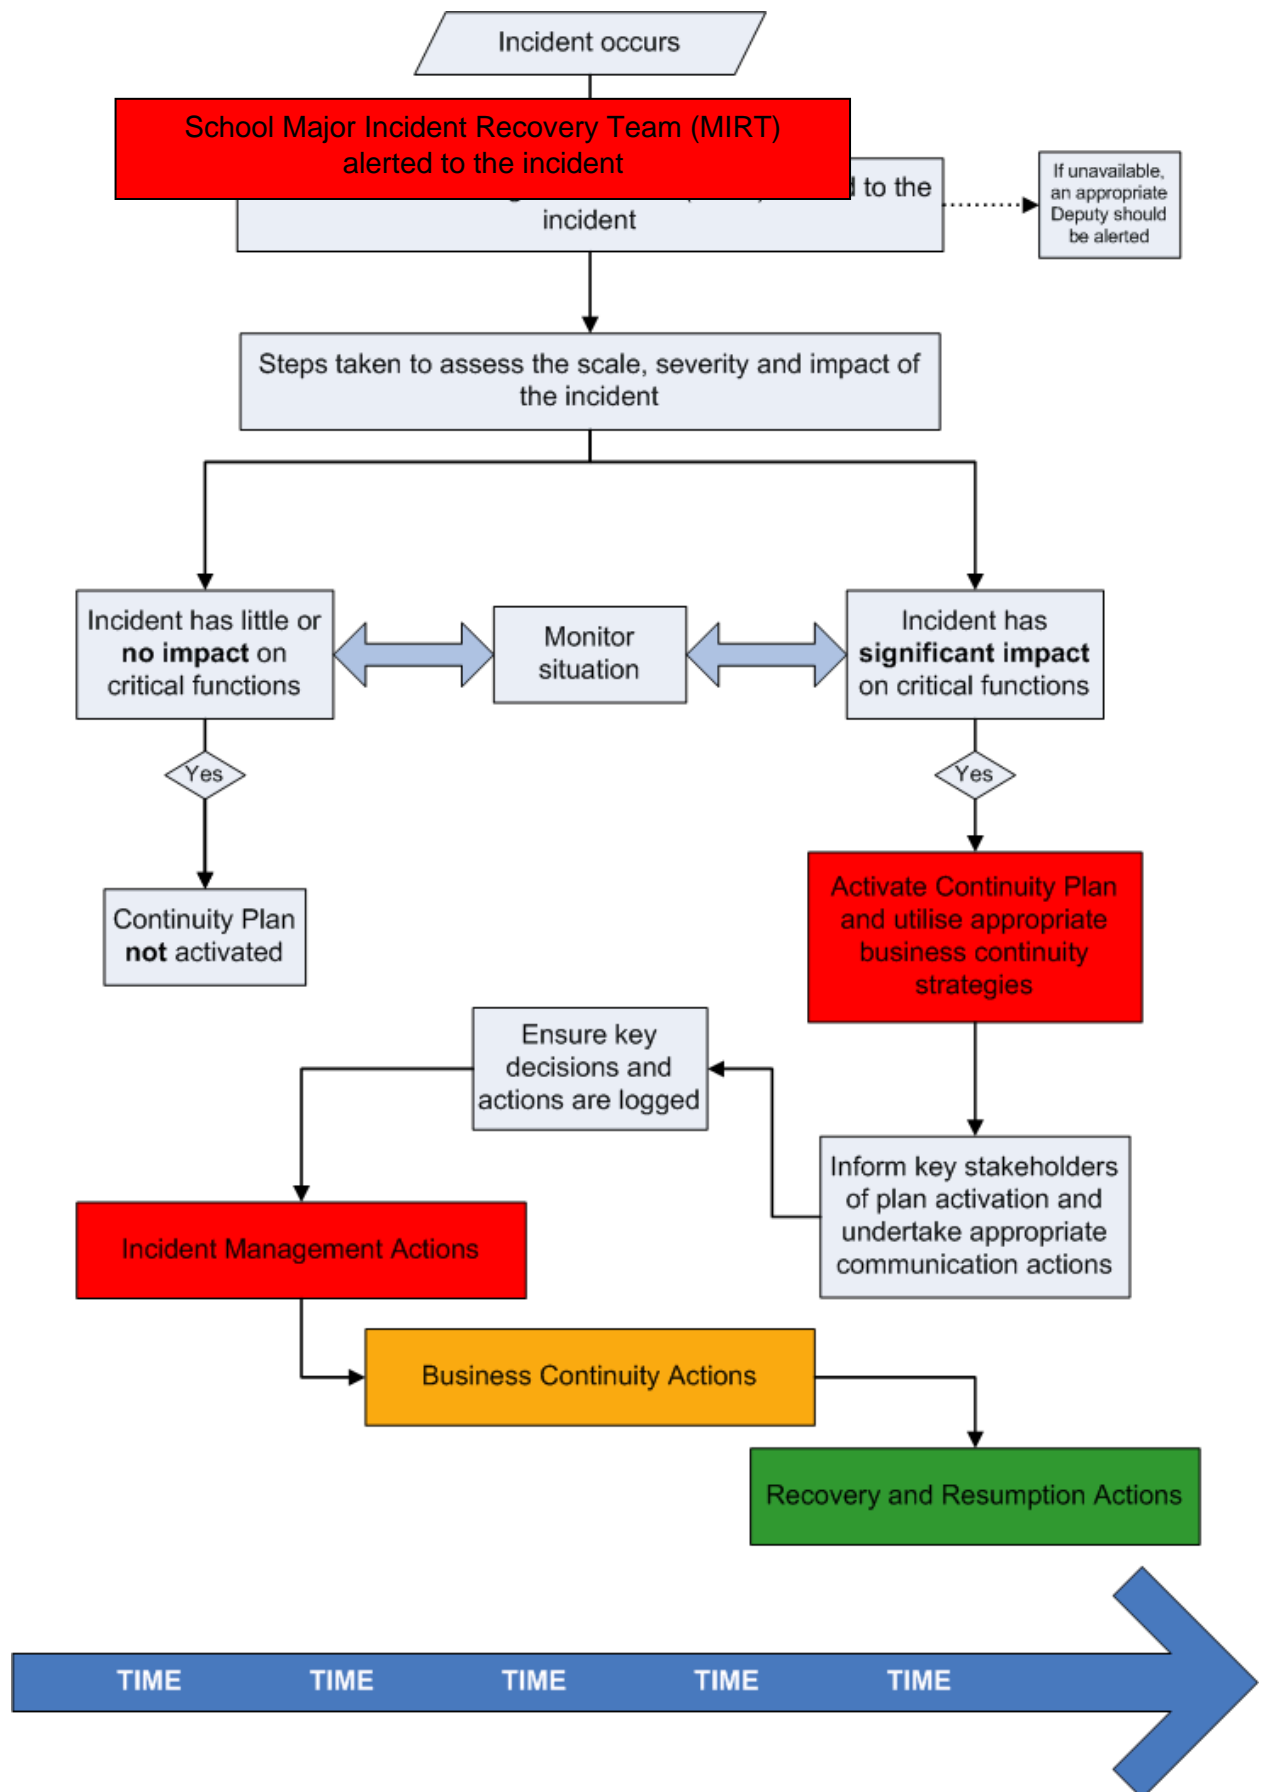 Incident occurs
School Major Incident Recovery Team (MIRT)
alerted to the incident
to the
incident
If unavailable,
an appropriate
Deputy should
be alerted
Steps taken to assess the scale, severity and impact of
the incident
Incident has little or
no impact on
critical functions
Monitor
situation
Incident has
significant impact
on critical functions
Yes
Yes
Continuity Plan
not activated
Activate Continuity Plan
and utilise appropriate
business continuity
strategies
Ensure key
decisions and
actions are logged
Inform key stakeholders
of plan activation and
undertake appropriate
communication actions
Incident Management Actions
Business Continuity Actions
Recovery and Resumption Actions
TIME TIME TIME TIME TIME